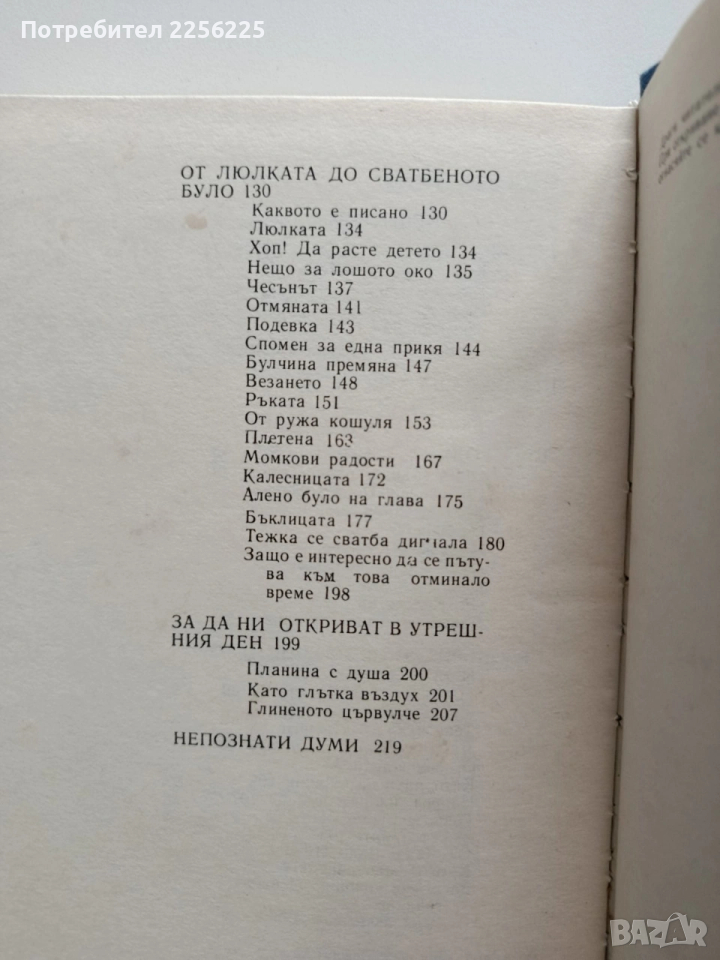 Потребител 2256225
ОТ ЛЮЛКАТА ДО СВАТБЕНОТО
БУЛО 130
Каквото е писано 130
Люлката 134
Хоп! Да расте детето 134
Нещо за лошото око 135
Чесънът 137
Отмяната 141
Подевка 143
Спомен за една прикя 144
Булчина премяна 147
Везането 148
Ръката 151
От ружа кошуля 153
Плетена 163
Момкови радости 167
Калесницата 172
Алено було на глава 175
Бъклицата 177
Тежка се сватба дигнала 180
Защо е интересно да се пъту-
ва към това отминало
време 198
ЗА ДА НИ ОТКРИВАТ В УТРЕШ-
НИЯ ДЕН 199
Планина с душа 200
Като глътка въздух 201
Глиненото цървулче 207
НЕПОЗНАТИ ДУМИ 219
BAZAR